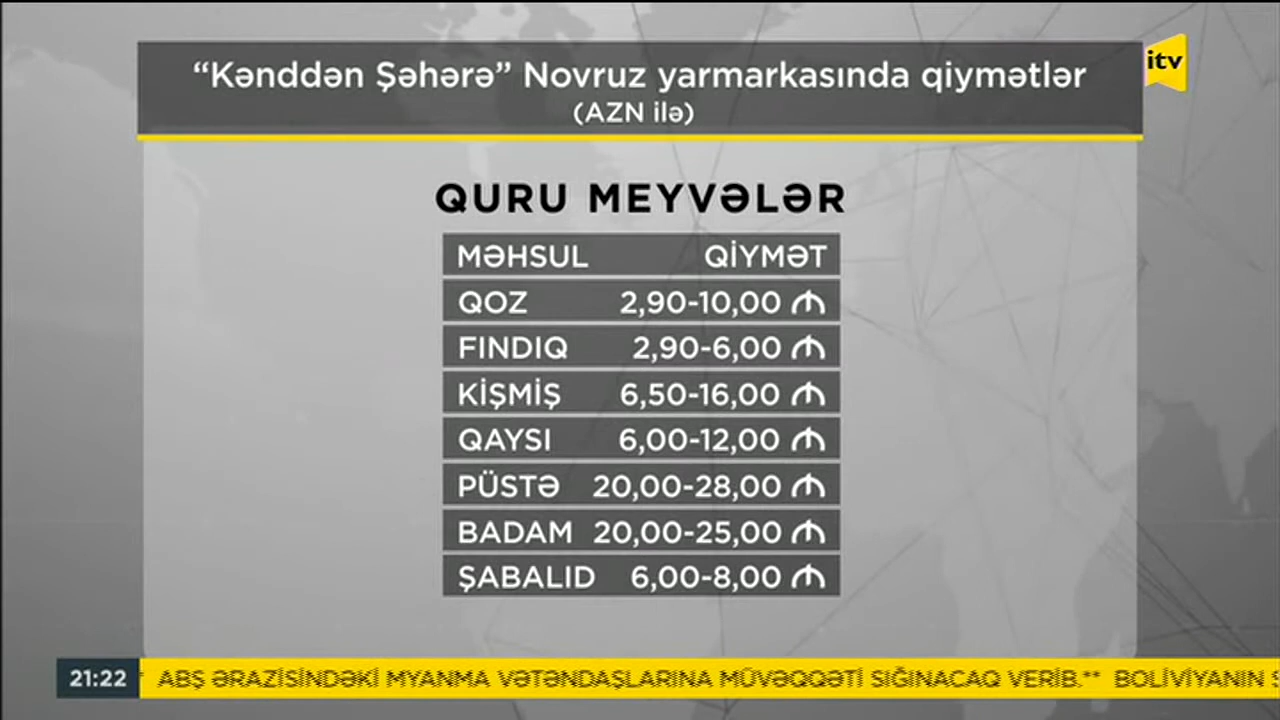 “Kənddən Şəhərə” Novruz yarmarkasında qiymətlər
itv
(AZN ilə)
QURU MEYVƏLƏR
MƏHSUL QİYMƏT
QOZ 2,90-10,00 ₼
FINDIQ 2,90-6,00 ₼
KİŞMİŞ 6,50-16,00 ₼
QAYSI 6,00-12,00 ₼
PÜSTƏ 20,00-28,00 ₼
BADAM 20,00-25,00 ₼
ŞABALID 6,00-8,00 ₼
21:22 ABŞ ƏRAZİSİNDƏKİ MYANMA VƏTƏNDAŞLARINA MÜVƏQQƏTİ SIĞINACAQ VERİB.** BOLİVİYANIN